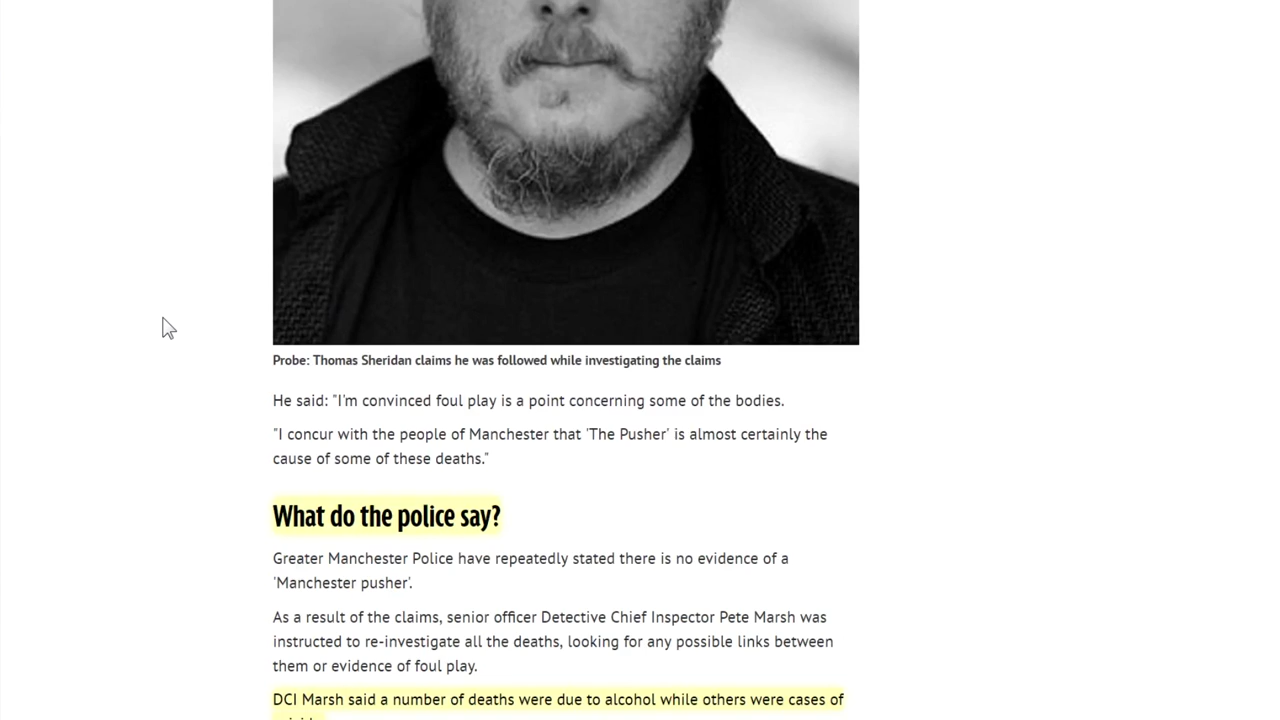 Probe: Thomas Sheridan claims he was followed while investigating the claims
He said: "I'm convinced foul play is a point concerning some of the bodies.
"I concur with the people of Manchester that 'The Pusher' is almost certainly the
cause of some of these deaths."
What do the police say?
Greater Manchester Police have repeatedly stated there is no evidence of a
'Manchester pusher'.
As a result of the claims, senior officer Detective Chief Inspector Pete Marsh was
instructed to re-investigate all the deaths, looking for any possible links between
them or evidence of foul play.
DCI Marsh said a number of deaths were due to alcohol while others were cases of